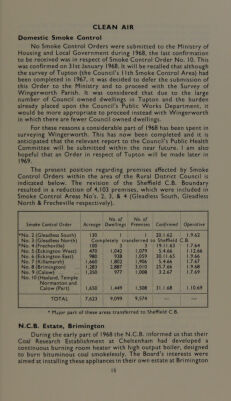 CLEAN AIR
Domestic Smoke Control
No Smoke Control Orders were submitted to the Ministry of
Housing and Local Government during 1968, the last confirmation
to be received was in respect of Smoke Control Order No. 10. This
was confirmed on 31st January 1968. It will be recalled that although
the survey of Tupton (the Council's 11th Smoke Control Area) had
been completed in 1967, it was decided to defer the submission of
this Order to the Ministry and to proceed with the Survey of
Wingerworth Parish. It was considered that due to the large
number of Council owned dwellings in Tupton and the burden
already placed upon the Council's Public Works Department, it
would be more appropriate to proceed instead with Wingerworth
in which there are fewer Council owned dwellings.
For these reasons a considerable part of 1968 has been spent in
surveying Wingerworth. This has now been completed and it is
anticipated that the relevant report to the Council's Public Health
Committee will be submitted within the near future. I am also
hopeful that an Order in respect of Tupton will be made later in
1969.
The present position regarding premises affected by Smoke
Control Orders within the area of the Rural District Council is
indicated below. The revision of the Sheffield C.B. Boundary
resulted in a reduction of 4,103 premises, which were included in
Smoke Control Areas No's. 2, 3, & 4 (Gleadless South, Gleadless
North & Frecheville respectively).
Smoke Control Order Acreage No. of Dwellings No. of Premises Confirmed Operative
*No. 2 (Gleadless South) 130 1 1 20.1.62 1.9.62
No. 3 (Gleadless North) Completely transferred to Sheffield C.B.
*No. 4 (Frecheville) 100 3 3 19.11.63 1.7.64
No. 5 (Eckington West) 870 1,042 1,079 5.4.66 1.12.66
No. 6 (Eckington East) 980 938 1,059 30.11.65 1.9.66
No. 7 (Killamarsh) 1,660 1,802 1,906 5.4.66 1.7.67
No. 8 (Brimington) 1,283 2,887 3,010 25.7.66 1.9.68
No. 9 (Calow) 1,350 977 1,008 3.2.67 1.7.69
No. 10 (Hasland, Temple
Normanton and
Calow (Part) 1,650 1,449 1,508 31.1.68 1.10.69
TOTAL 7,623 9,099 9,574
* Major part of these areas transferred to Sheffield C.B.
N.C.B. Estate, Brimington
During the early part of 1968 the N.C.B. informed us that their
Coal Research Establishment at Cheltenham had developed a
continuous burning room heater with high output boiler, designed
to burn bituminous coal smokelessly. The Board's interests were
aimed at installing these appliances in their own estate at Brimington